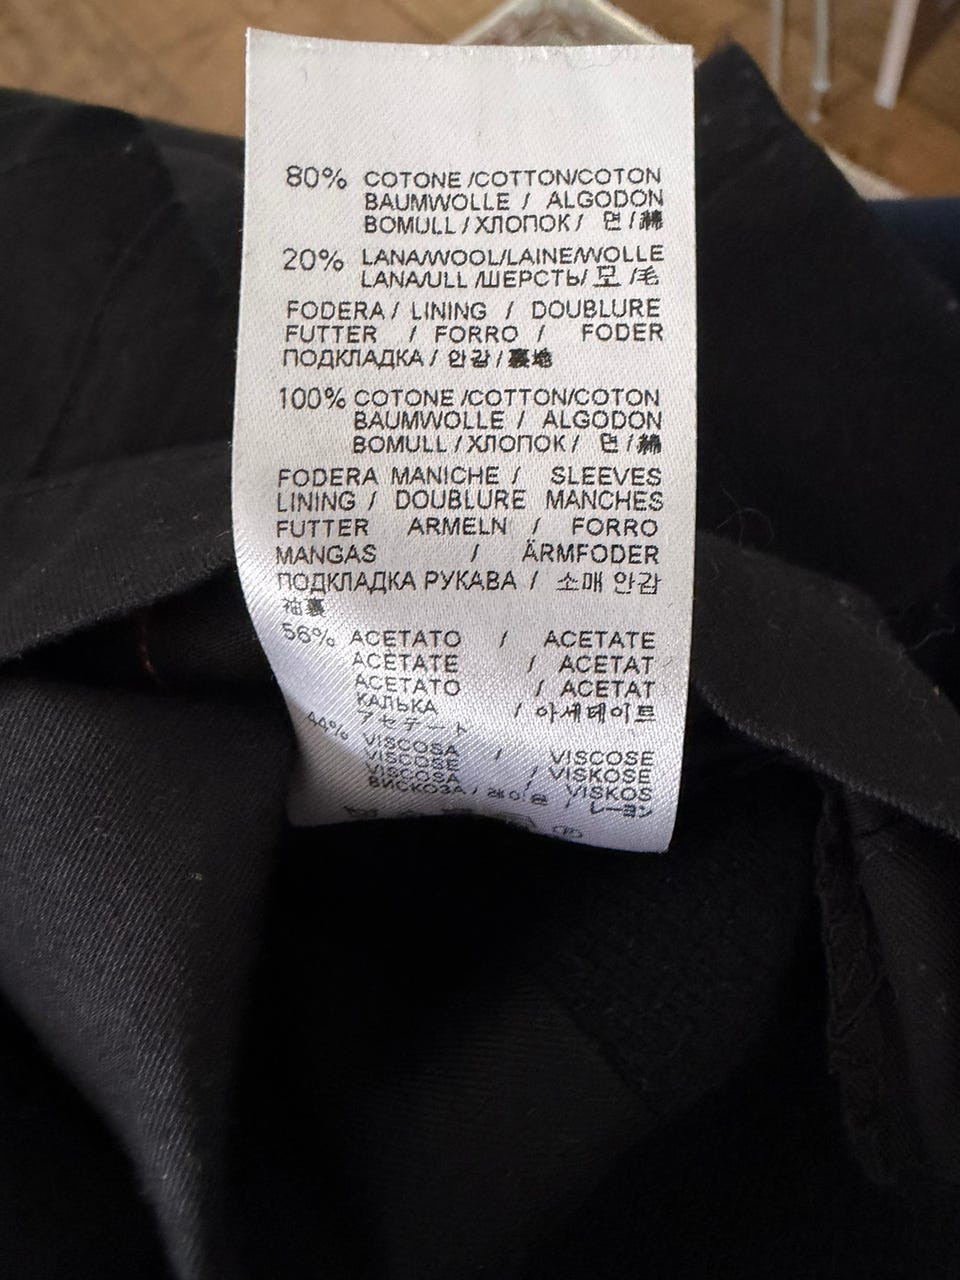 80% COTONE /COTTON/COTON
BAUMWOLLE / ALGODON
BOMULL / ХЛОПОК / 면 / 綿
20% LANA/WOOL/LAINE/WOLLE
LANA/ULL /ШЕРСТЬ/ 모 /毛
FODERA / LINING / DOUBLURE
FUTTER / FORRO / FODER
ПОДКЛАДКА / 안감 / 裏地
100% COTONE /COTTON/COTON
BAUMWOLLE / ALGODON
BOMULL / ХЛОПОК / 면 / 綿
FODERA MANICHE / SLEEVES
LINING / DOUBLURE MANCHES
FUTTER ARMELN / FORRO
MANGAS / ÄRMFODER
ПОДКЛАДКА РУКАВА / 소매 안감
袖裏
56% ACETATO / ACETATE
ACÉTATE / ACETAT
ACETATO / ACETAT
КАЛЬКА / 아세테이트
アセテート
44% VISCOSA / VISCOSE
VISCOSE / VISKOSE
VISCOSA / VISKOS
ВИСКОЗА / 레이온 / レーヨン